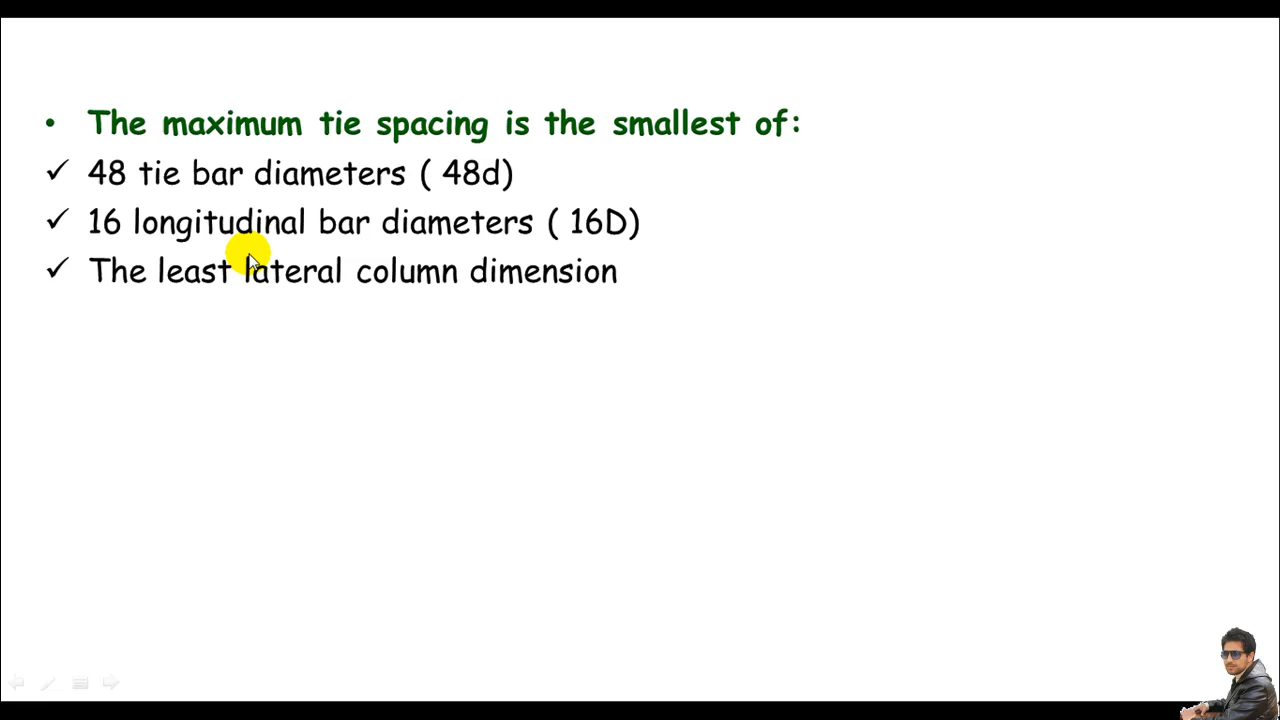 • The maximum tie spacing is the smallest of:
✓ 48 tie bar diameters ( 48d)
✓ 16 longitudinal bar diameters ( 16D)
✓ The least lateral column dimension